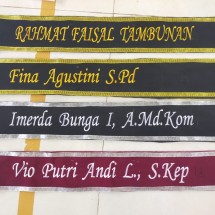 RAHMAT FAISAL TAMBUNAN
Fina Agustini S.Pd
Imerda Bunga I, A.Md.Kom
Vio Putri Andi L., S.Kep